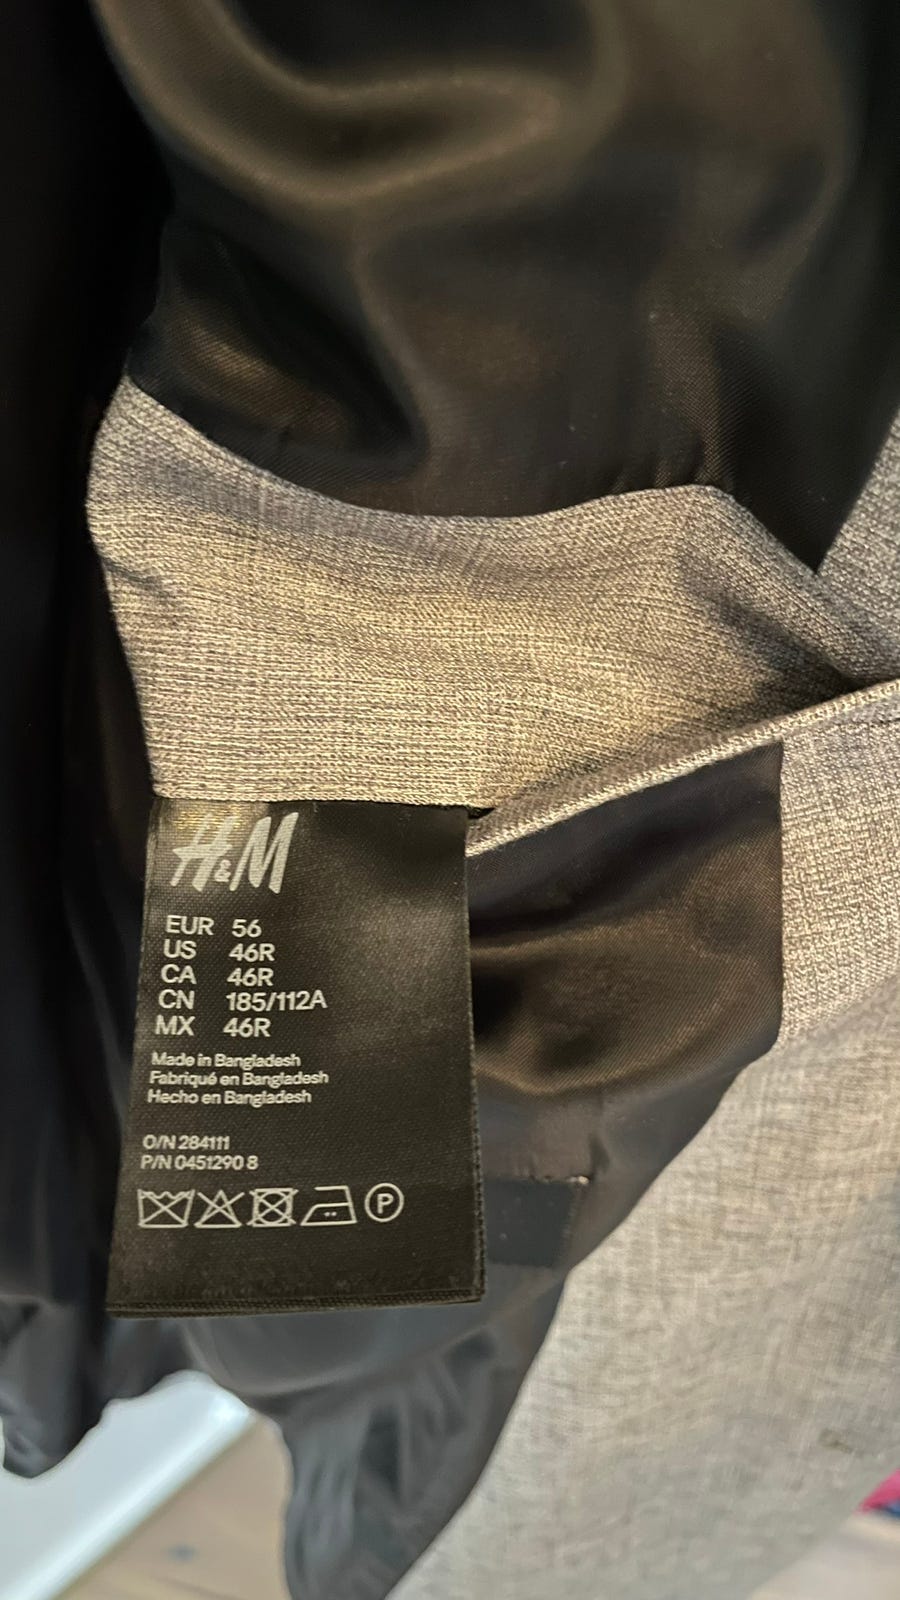 H&M
EUR 56
US 46R
CA 46R
CN 185/112A
MX 46R
Made in Bangladesh
Fabriqué en Bangladesh
Hecho en Bangladesh
O/N 284111
P/N 0451290 8
P